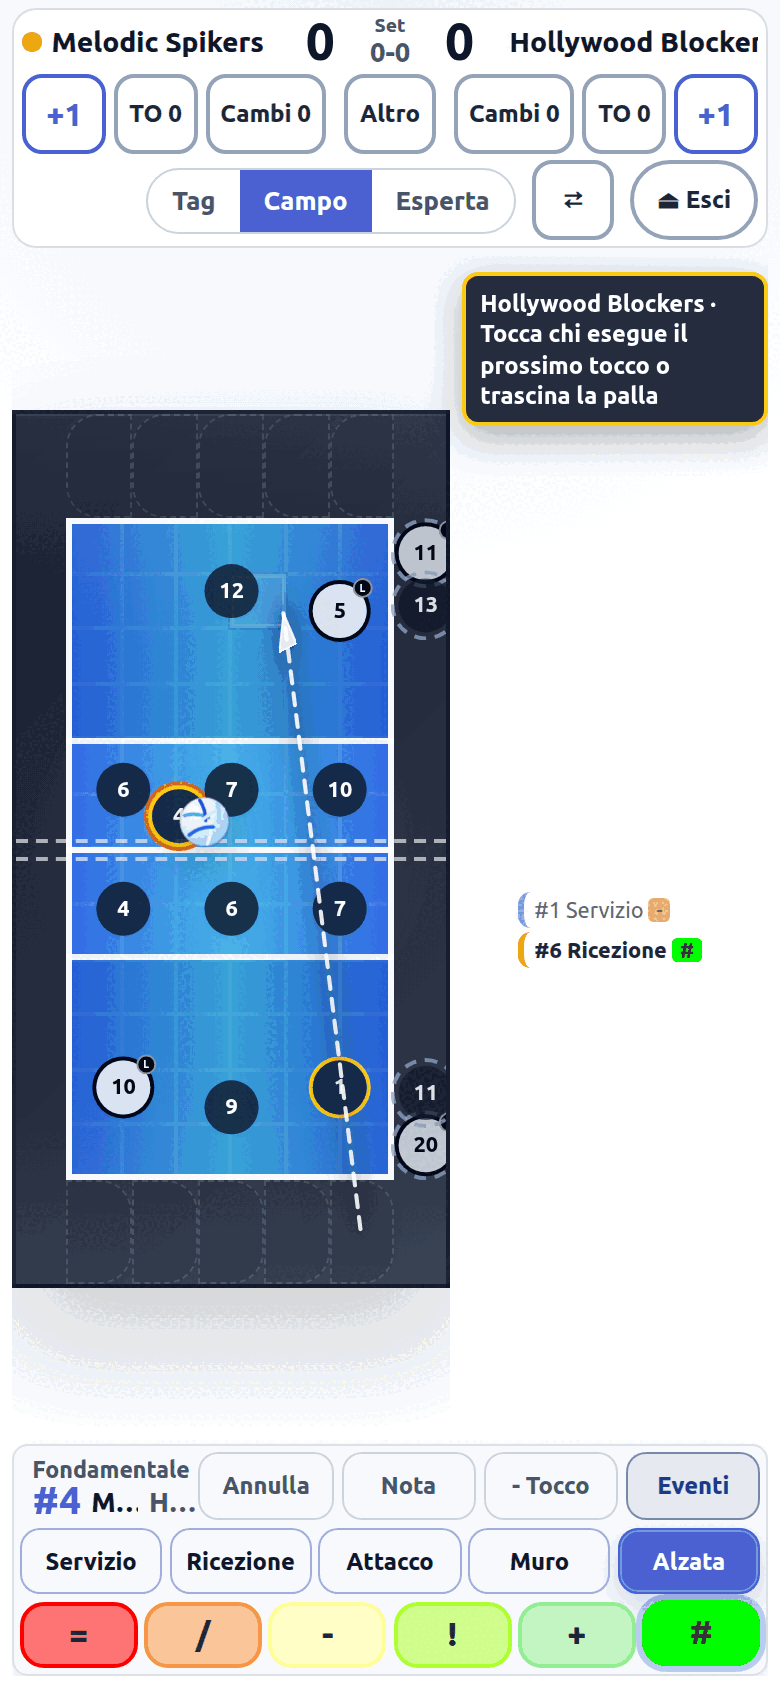 Melodic Spikers 0 Set 0-0 0 Hollywood Blocker
+1 TO 0 Cambi 0 Altro Cambi 0 TO 0 +1
Tag Campo Esperta ⇄ ⏏ Esci
Hollywood Blockers ·
Tocca chi esegue il
prossimo tocco o
trascina la palla
11
12 5 L 13
6 4 7 10
4 6 7
#1 Servizio -
#6 Ricezione #
10 L 9 1 11
20
Fondamentale
#4 M... H...
Annulla Nota - Tocco Eventi
Servizio Ricezione Attacco Muro Alzata
= / - ! + #